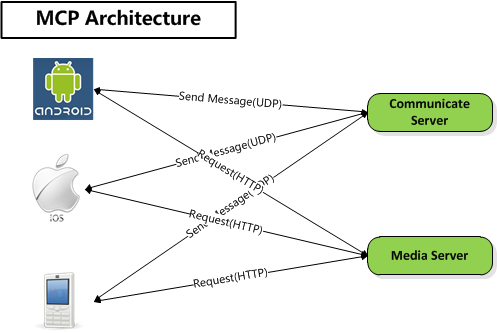 MCP Architecture
ANDROID
Send Message(UDP)
Communicate
Server
Send Message(UDP)
Request(HTTP)
Send Message(UDP)
iOS
Request(HTTP)
Media Server
Request(HTTP)